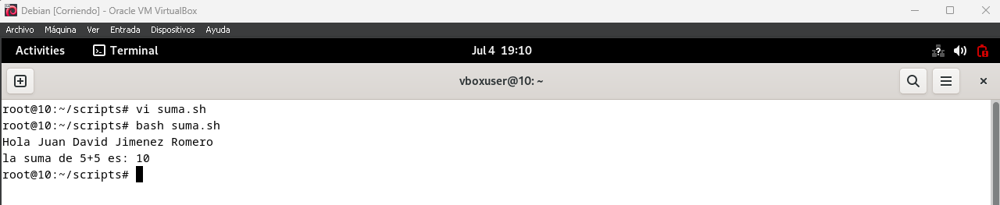 Debian [Corriendo] - Oracle VM VirtualBox
Archivo Máquina Ver Entrada Dispositivos Ayuda
Activities Terminal Jul 4 19:10
vboxuser@10: ~
root@10:~/scripts# vi suma.sh
root@10:~/scripts# bash suma.sh
Hola Juan David Jimenez Romero
la suma de 5+5 es: 10
root@10:~/scripts#